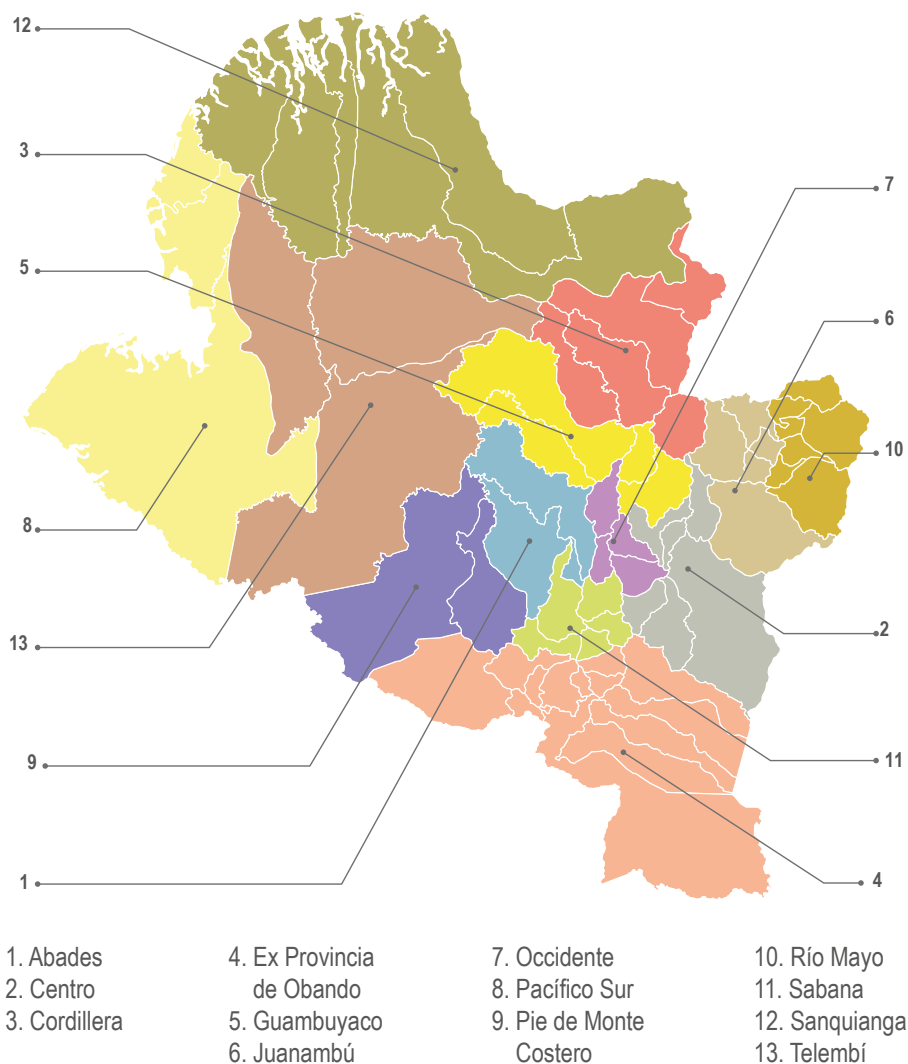 12
3
7
5
6
10
8
13
2
9
11
1
4
1. Abades
2. Centro
3. Cordillera
4. Ex Provincia
de Obando
5. Guambuyaco
6. Juanambú
7. Occidente
8. Pacífico Sur
9. Pie de Monte
Costero
10. Río Mayo
11. Sabana
12. Sanquianga
13. Telembí